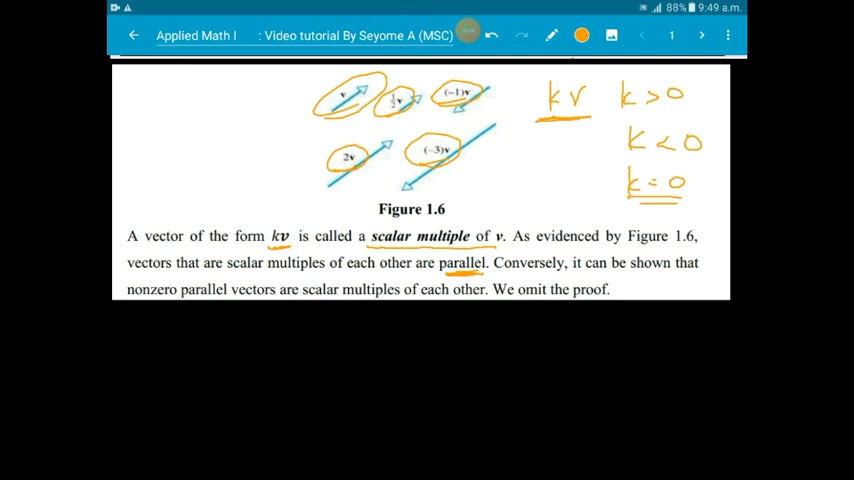 88% 9:49 a.m.
Applied Math I : Video tutorial By Seyome A (MSC) 1
v ½v (−1)v kv k > 0
k < 0
2v (−3)v
k = 0
Figure 1.6
A vector of the form kv is called a scalar multiple of v. As evidenced by Figure 1.6,
vectors that are scalar multiples of each other are parallel. Conversely, it can be shown that
nonzero parallel vectors are scalar multiples of each other. We omit the proof.